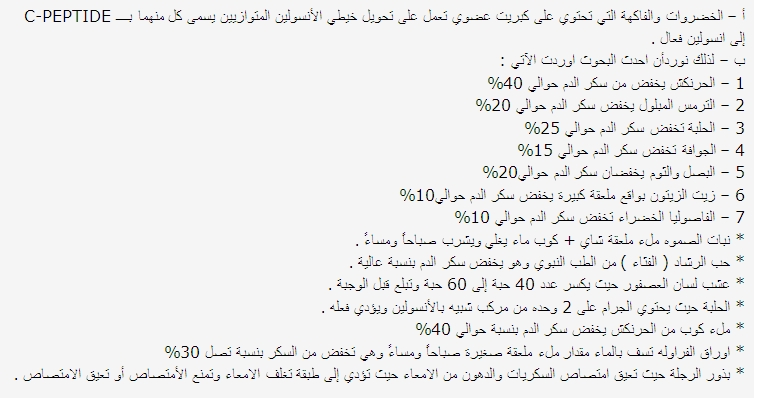 أ – الخضروات والفاكهة التي تحتوي على كبريت عضوي تعمل على تحويل خيطي الأنسولين المتوازيين يسمى كل منهما بـــ C-PEPTIDE
إلى انسولين فعال .
ب – لذلك نوردأن احدث البحوث اوردت الآتي :
1 – الحرنكش يخفض من سكر الدم حوالي 40%
2 – الترمس المبلول يخفض سكر الدم حوالي 20%
3 – الحلبة تخفض سكر الدم حوالي 25%
4 – الجوافة تخفض سكر الدم حوالي 15%
5 – البصل والثوم يخفضان سكر الدم حوالي20%
6 – زيت الزيتون بواقع ملعقة كبيرة يخفض سكر الدم حوالي10%
7 – الفاصوليا الخضراء تخفض سكر الدم حوالي 10%
* نبات الصموه ملء ملعقة شاي + كوب ماء يغلي ويشرب صباحاً ومساءً .
* حب الرشاد ( الفثاء ) من الطب النبوي وهو يخفض سكر الدم بنسبة عالية .
* عشب لسان العصفور حيث يكسر عدد 40 حبة إلى 60 حبة وتبلع قبل الوجبة .
* الحلبة حيث يحتوي الجرام على 2 وحده من مركب شبيه بالأنسولين ويؤدي فعله .
* ملء كوب من الحرنكش يخفض سكر الدم بنسبة حوالي 40%
* اوراق الفراوله تسف بالماء مقدار ملء ملعقة صغيرة صباحاً ومساءً وهي تخفض من السكر بنسبة تصل 30%
* بذور الرجلة حيث تعيق امتصاص السكريات والدهون من الامعاء حيث تؤدي إلى طبقة تغلف الامعاء وتمنع الأمتصاص أو تعيق الامتصاص .